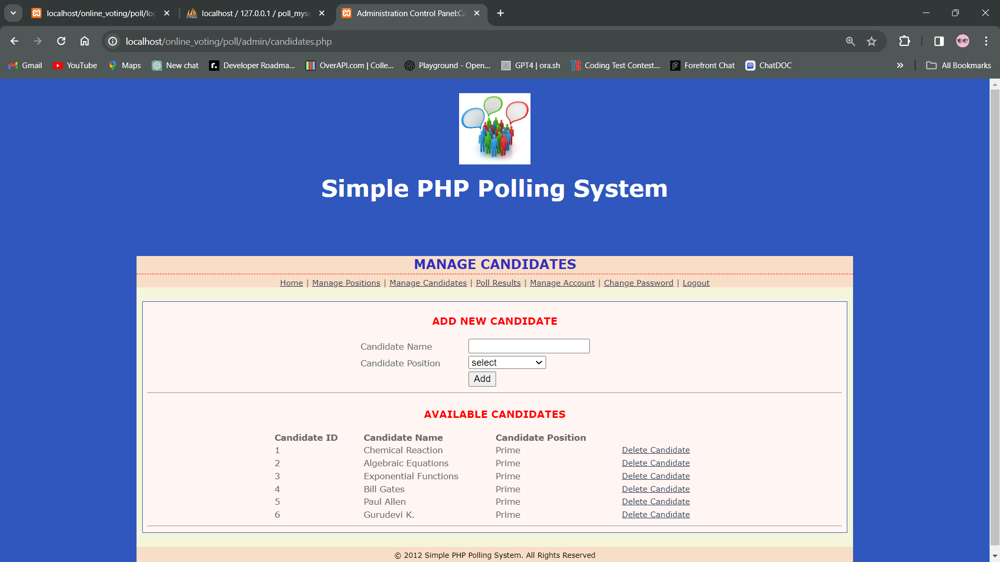 localhost/online_voting/poll/log
localhost / 127.0.0.1 / poll_mysq
Administration Control Panel:Ca
localhost/online_voting/poll/admin/candidates.php
Gmail YouTube Maps New chat Developer Roadma... OverAPI.com | Colle... Playground - Open... GPT4 | ora.sh Coding Test Contest... Forefront Chat ChatDOC » All Bookmarks
Simple PHP Polling System
MANAGE CANDIDATES
Home | Manage Positions | Manage Candidates | Poll Results | Manage Account | Change Password | Logout
ADD NEW CANDIDATE
Candidate Name
Candidate Position select
Add
AVAILABLE CANDIDATES
Candidate ID Candidate Name Candidate Position
1 Chemical Reaction Prime Delete Candidate
2 Algebraic Equations Prime Delete Candidate
3 Exponential Functions Prime Delete Candidate
4 Bill Gates Prime Delete Candidate
5 Paul Allen Prime Delete Candidate
6 Gurudevi K. Prime Delete Candidate
© 2012 Simple PHP Polling System. All Rights Reserved